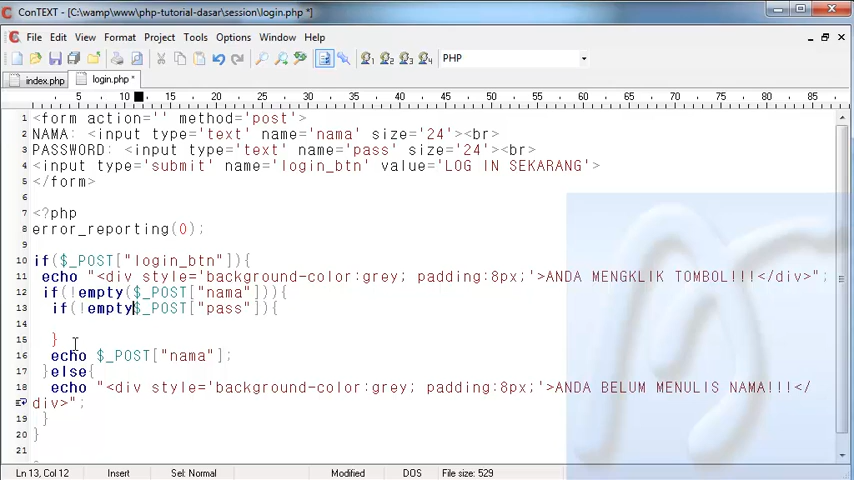 ConTEXT - [C:\wamp\www\php-tutorial-dasar\session\login.php *]
File Edit View Format Project Tools Options Window Help
PHP
index.php login.php *
5 10 15 20 25 30 35 40 45 50 55 60 65 70 75 80 85 90
1 <form action='' method='post'>
2 NAMA: <input type='text' name='nama' size='24'><br>
3 PASSWORD: <input type='text' name='pass' size='24'><br>
4 <input type='submit' name='login_btn' value='LOG IN SEKARANG'>
5 </form>
6
7 <?php
8 error_reporting(0);
9
10 if($_POST["login_btn"]){
11 echo "<div style='background-color:grey; padding:8px;'>ANDA MENGKLIK TOMBOL!!!</div>";
12 if(!empty($_POST["nama"])){
13 if(!empty$_POST["pass"]){
14
15 }
16 echo $_POST["nama"];
17 }else{
18 echo "<div style='background-color:grey; padding:8px;'>ANDA BELUM MENULIS NAMA!!!</
div>";
19 }
20 }
21
Ln 13, Col 12 Insert Sel: Normal Modified DOS File size: 529